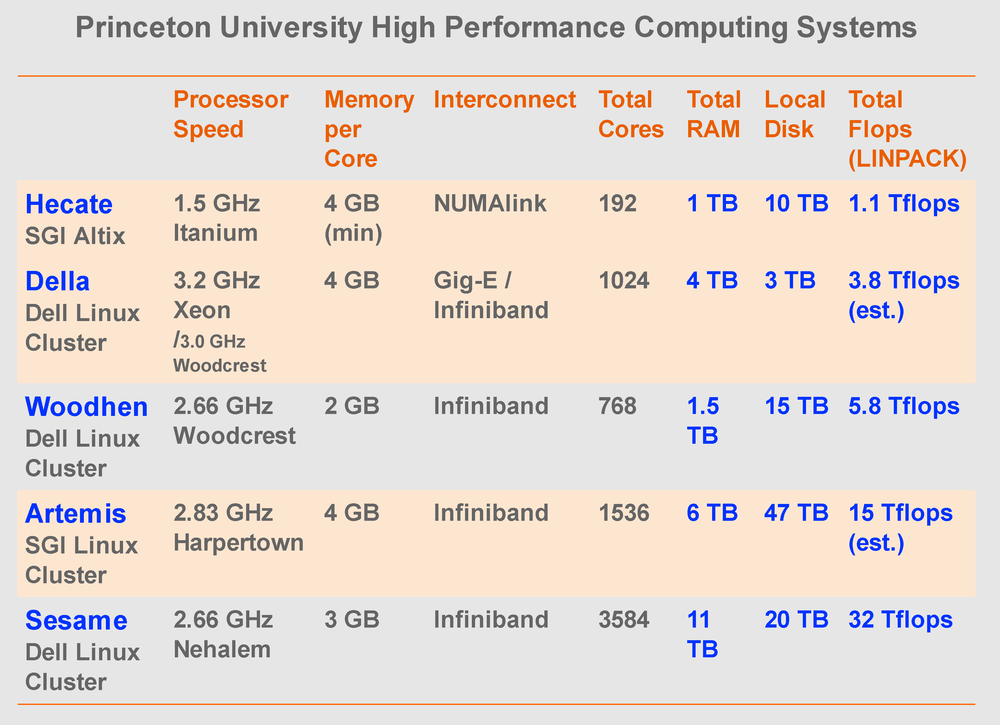 Princeton University High Performance Computing Systems
Processor Speed
Memory per Core
Interconnect
Total Cores
Total RAM
Local Disk
Total Flops (LINPACK)
Hecate
SGI Altix
1.5 GHz
Itanium
4 GB
(min)
NUMAlink
192
1 TB
10 TB
1.1 Tflops
Della
Dell Linux
Cluster
3.2 GHz
Xeon
/3.0 GHz
Woodcrest
4 GB
Gig-E /
Infiniband
1024
4 TB
3 TB
3.8 Tflops
(est.)
Woodhen
Dell Linux
Cluster
2.66 GHz
Woodcrest
2 GB
Infiniband
768
1.5
TB
15 TB
5.8 Tflops
Artemis
SGI Linux
Cluster
2.83 GHz
Harpertown
4 GB
Infiniband
1536
6 TB
47 TB
15 Tflops
(est.)
Sesame
Dell Linux
Cluster
2.66 GHz
Nehalem
3 GB
Infiniband
3584
11
TB
20 TB
32 Tflops